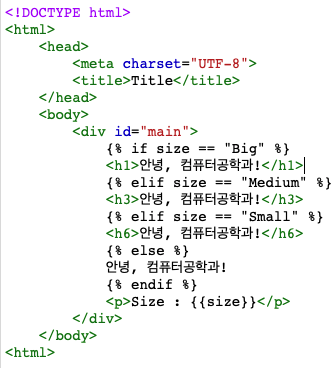 <!DOCTYPE html>
<html>
    <head>
        <meta charset="UTF-8">
        <title>Title</title>
    </head>
    <body>
        <div id="main">
            {% if size == "Big" %}
            <h1>안녕, 컴퓨터공학과!</h1>
            {% elif size == "Medium" %}
            <h3>안녕, 컴퓨터공학과!</h3>
            {% elif size == "Small" %}
            <h6>안녕, 컴퓨터공학과!</h6>
            {% else %}
            안녕, 컴퓨터공학과!
            {% endif %}
            <p>Size : {{size}}</p>
        </div>
    </body>
<html>